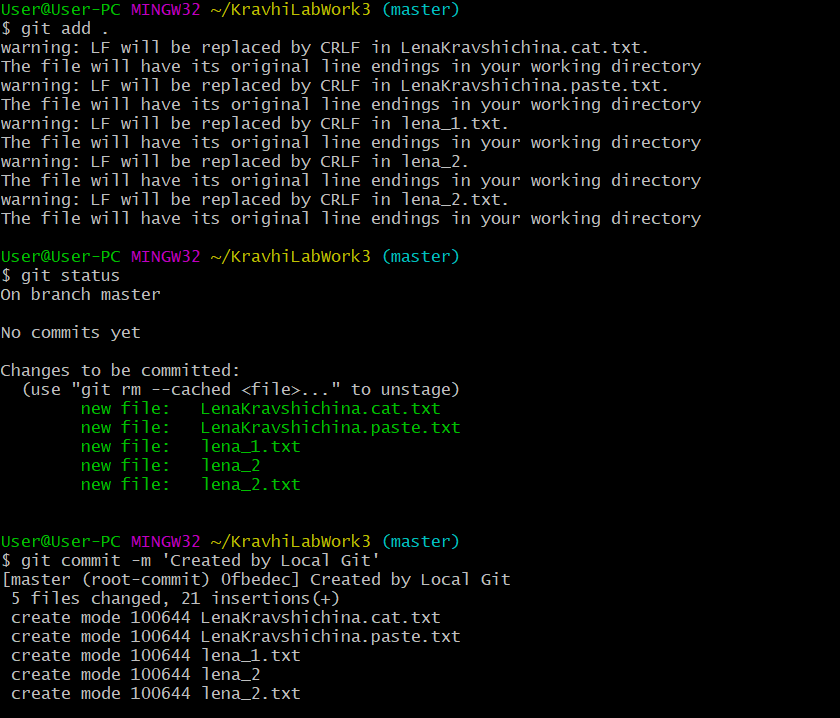 User@User-PC MINGW32 ~/KravhiLabWork3 (master)
$ git add .
warning: LF will be replaced by CRLF in LenaKravshichina.cat.txt.
The file will have its original line endings in your working directory
warning: LF will be replaced by CRLF in LenaKravshichina.paste.txt.
The file will have its original line endings in your working directory
warning: LF will be replaced by CRLF in lena_1.txt.
The file will have its original line endings in your working directory
warning: LF will be replaced by CRLF in lena_2.
The file will have its original line endings in your working directory
warning: LF will be replaced by CRLF in lena_2.txt.
The file will have its original line endings in your working directory
User@User-PC MINGW32 ~/KravhiLabWork3 (master)
$ git status
On branch master
No commits yet
Changes to be committed:
  (use "git rm --cached <file>..." to unstage)
        new file:   LenaKravshichina.cat.txt
        new file:   LenaKravshichina.paste.txt
        new file:   lena_1.txt
        new file:   lena_2
        new file:   lena_2.txt
User@User-PC MINGW32 ~/KravhiLabWork3 (master)
$ git commit -m 'Created by Local Git'
[master (root-commit) 0fbedec] Created by Local Git
 5 files changed, 21 insertions(+)
 create mode 100644 LenaKravshichina.cat.txt
 create mode 100644 LenaKravshichina.paste.txt
 create mode 100644 lena_1.txt
 create mode 100644 lena_2
 create mode 100644 lena_2.txt